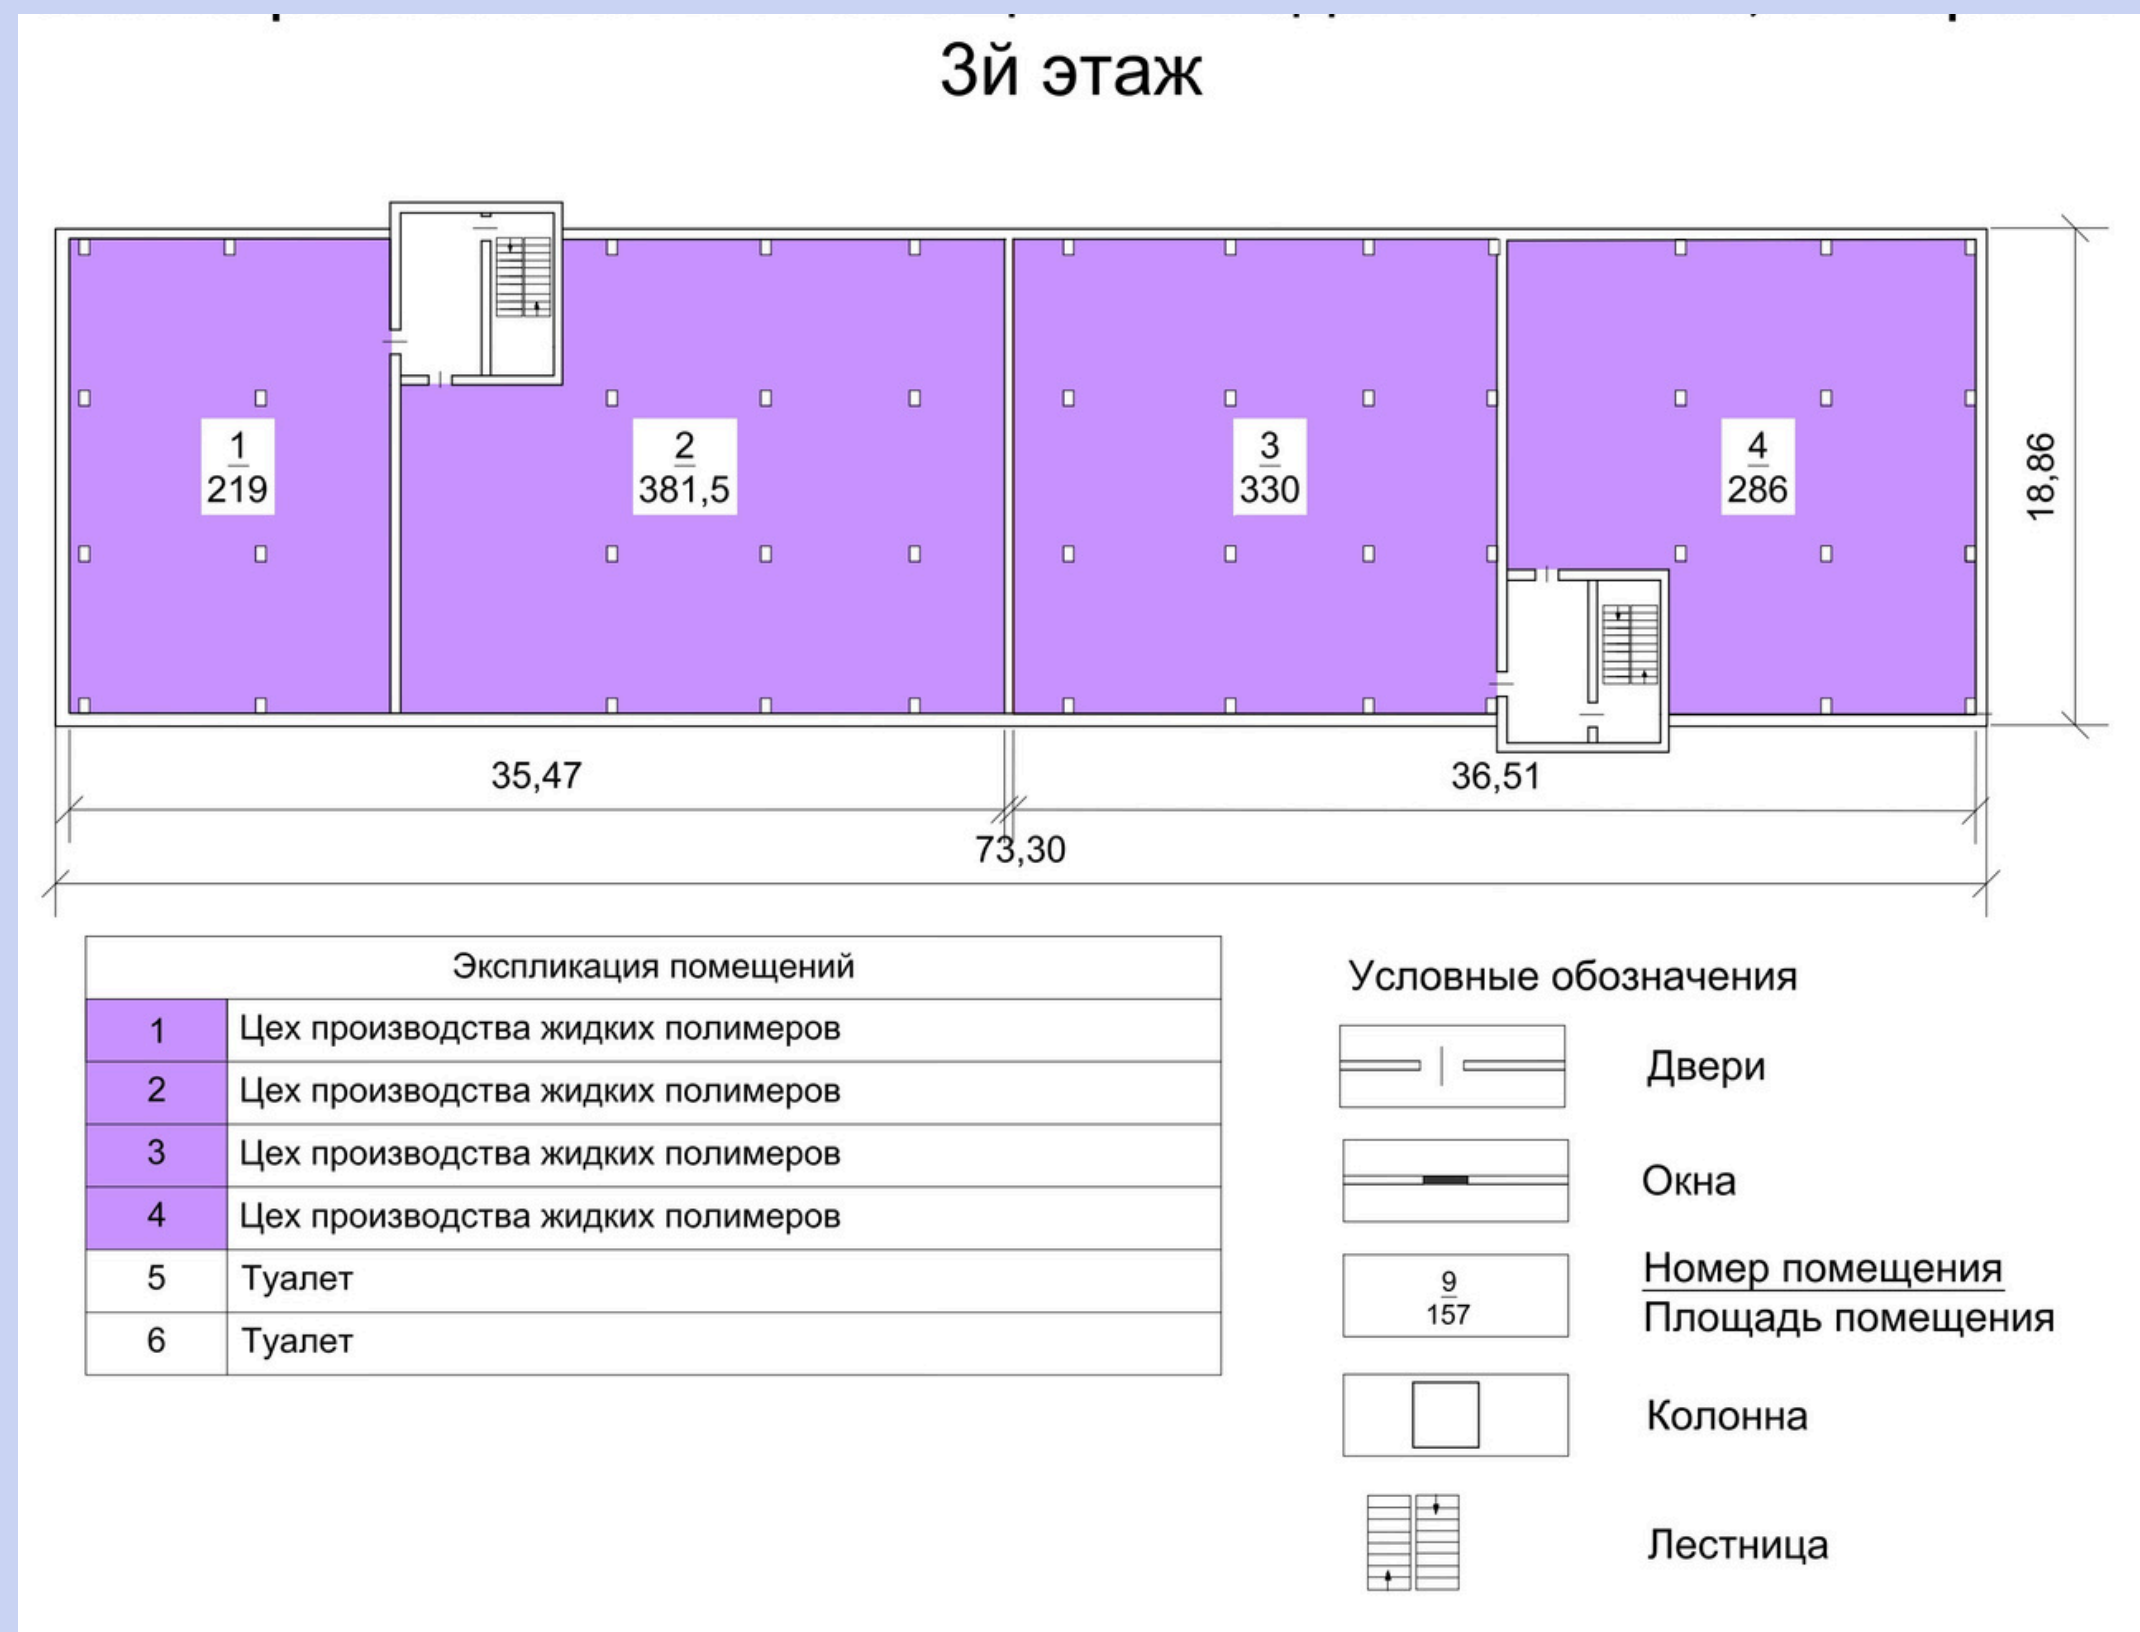 3й этаж
1
219
2
381,5
3
330
4
286
18,86
35,47
36,51
73,30
Экспликация помещений
1 Цех производства жидких полимеров
2 Цех производства жидких полимеров
3 Цех производства жидких полимеров
4 Цех производства жидких полимеров
5 Туалет
6 Туалет
Условные обозначения
Двери
Окна
9
157
Номер помещения
Площадь помещения
Колонна
Лестница